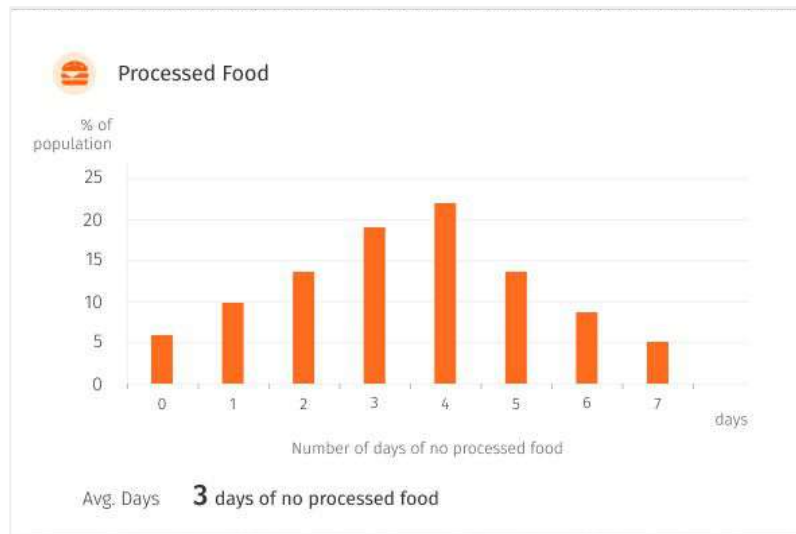 Processed Food
% of
population
25
20
15
10
5
0
0 1 2 3 4 5 6 7
days
Number of days of no processed food
Avg. Days 3 days of no processed food